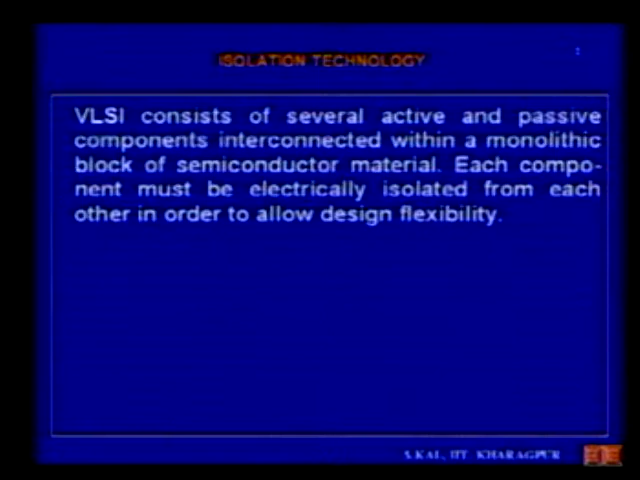 ISOLATION TECHNOLOGY
VLSI consists of several active and passive
components interconnected within a monolithic
block of semiconductor material. Each compo-
nent must be electrically isolated from each
other in order to allow design flexibility.
S.KAL, IIT KHARAGPUR